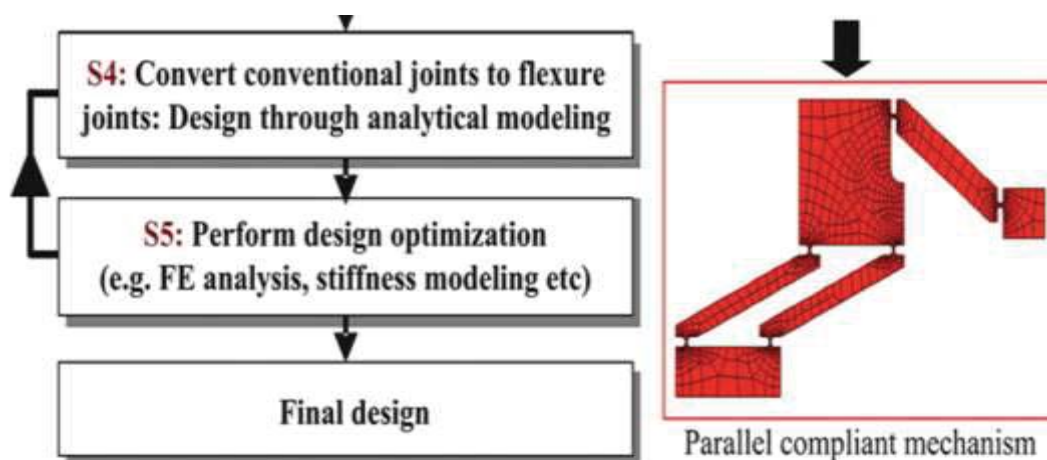 S4: Convert conventional joints to flexure
joints: Design through analytical modeling
S5: Perform design optimization
(e.g. FE analysis, stiffness modeling etc)
Final design
Parallel compliant mechanism